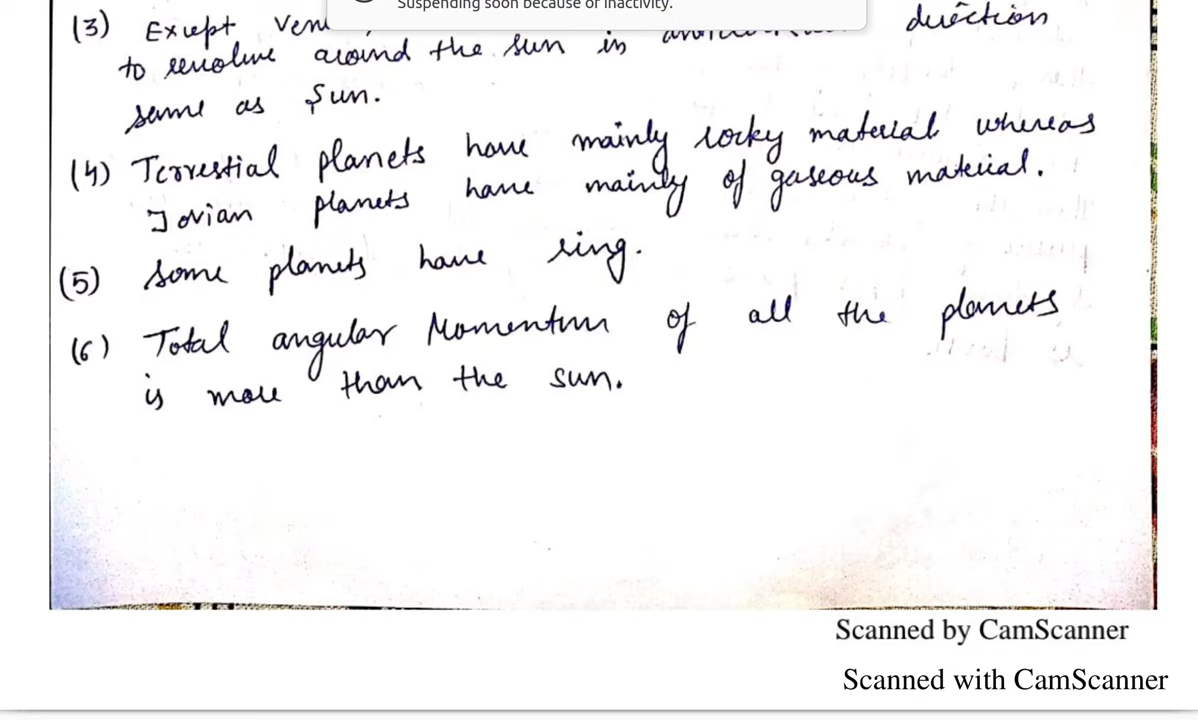 Suspending soon because of inactivity.
(3) Except direction
to revolve around the sun in
same as Sun.
(4) Terrestial planets have mainly rocky material whereas
Jovian planets have mainly of gaseous material.
(5) Some planets have ring.
(6) Total angular Momentum of all the planets
is more than the sun.
Scanned by CamScanner
Scanned with CamScanner